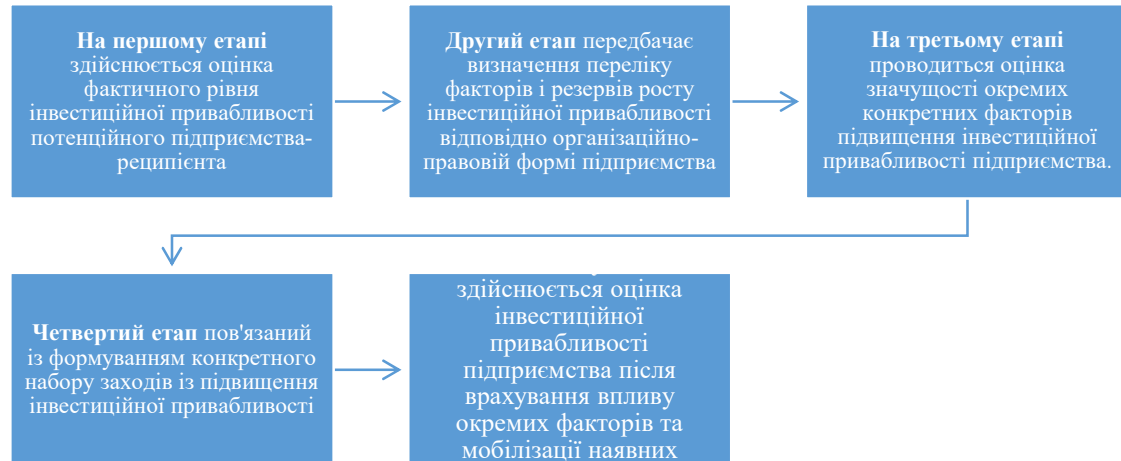 На першому етапі
здійснюється оцінка
фактичного рівня
інвестиційної привабливості
потенційного підприємства-
реципієнта
Другий етап передбачає
визначення переліку
факторів і резервів росту
інвестиційної привабливості
відповідно організаційно-
правовій формі підприємства
На третьому етапі
проводиться оцінка
значущості окремих
конкретних факторів
підвищення інвестиційної
привабливості підприємства.
Четвертий етап пов'язаний
із формуванням конкретного
набору заходів із підвищення
інвестиційної привабливості
здійснюється оцінка
інвестиційної
привабливості
підприємства після
врахування впливу
окремих факторів та
мобілізації наявних